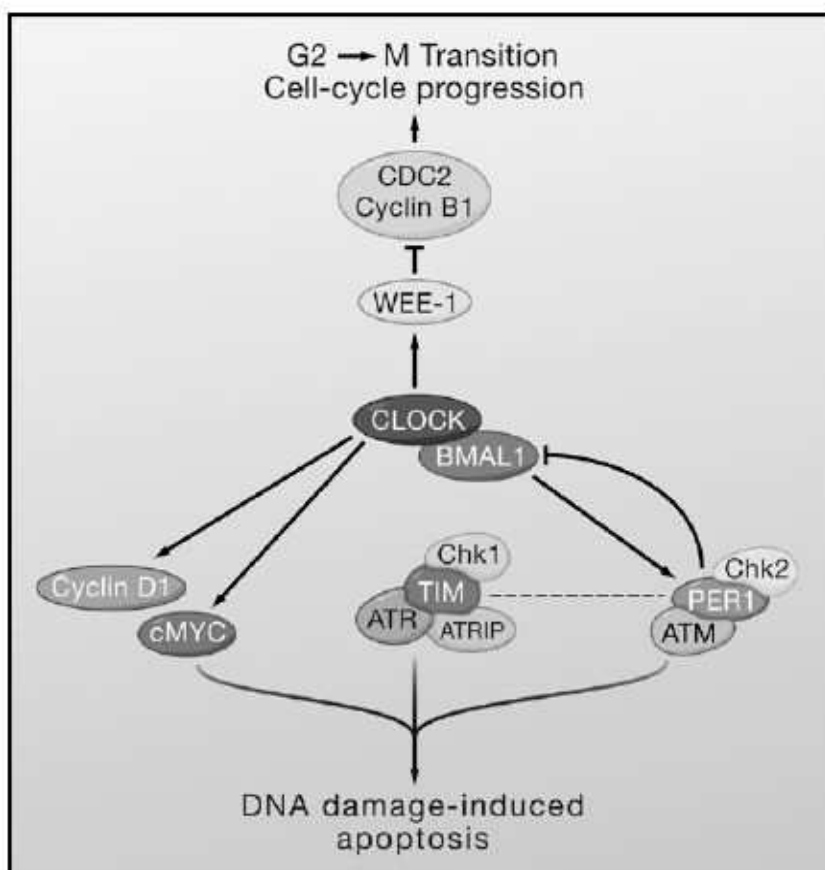 G2 → M Transition
Cell-cycle progression
CDC2
Cyclin B1
WEE-1
CLOCK
BMAL1
Cyclin D1
cMYC
Chk1
TIM
ATR
ATRIP
Chk2
PER1
ATM
DNA damage-induced
apoptosis